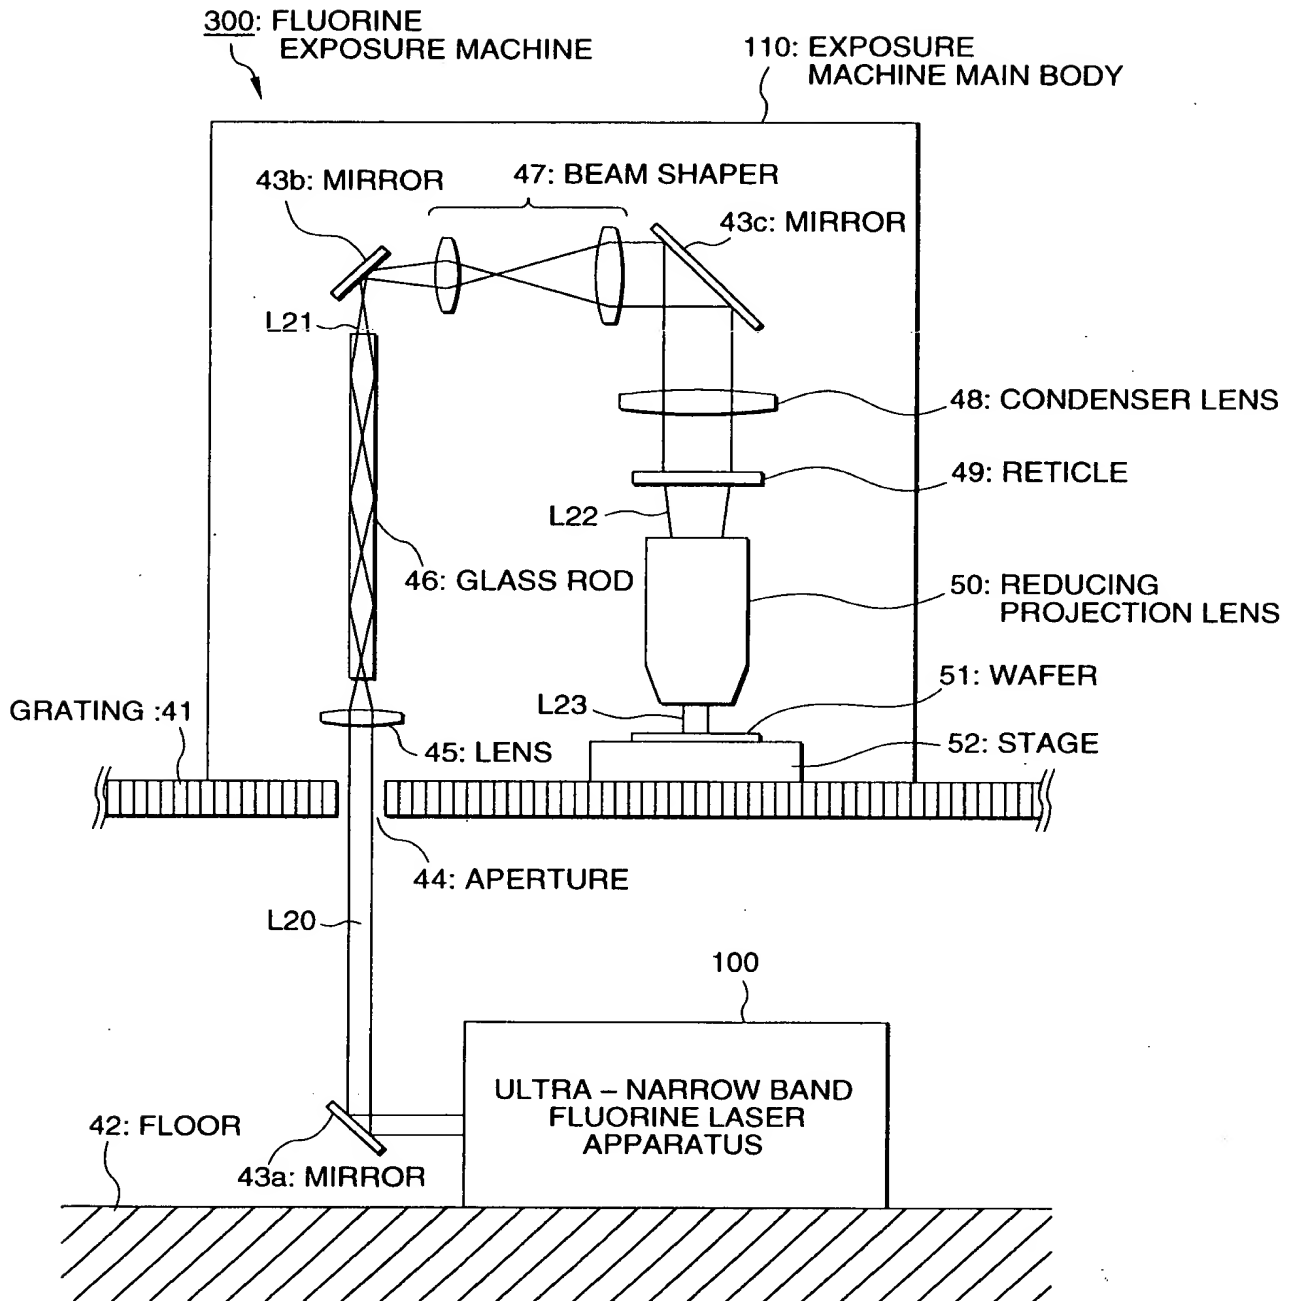 300: FLUORINE
EXPOSURE MACHINE
110: EXPOSURE
MACHINE MAIN BODY
43b: MIRROR
47: BEAM SHAPER
43c: MIRROR
L21
48: CONDENSER LENS
49: RETICLE
L22
46: GLASS ROD
50: REDUCING
PROJECTION LENS
51: WAFER
GRATING :41
L23
45: LENS
52: STAGE
44: APERTURE
L20
100
ULTRA – NARROW BAND
FLUORINE LASER
APPARATUS
42: FLOOR
43a: MIRROR